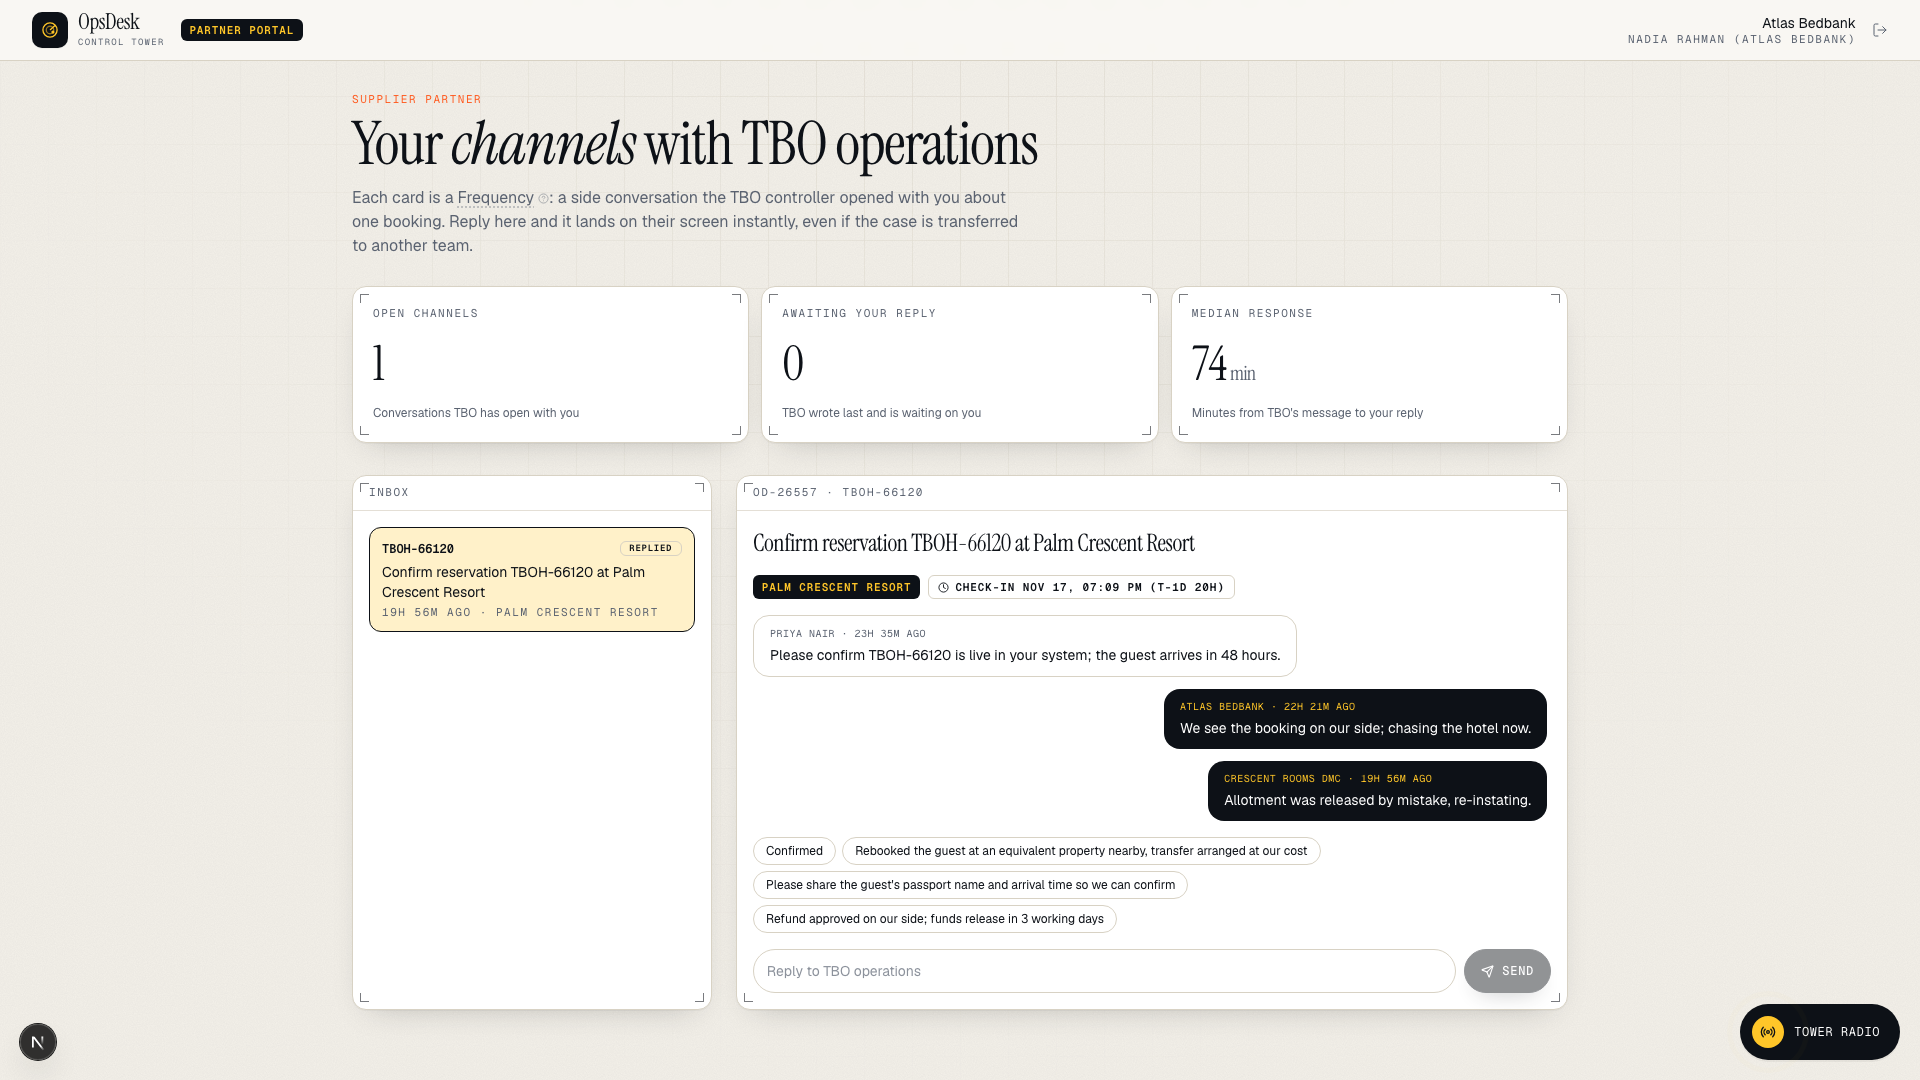 OpsDesk
CONTROL TOWER
PARTNER PORTAL
Atlas Bedbank
NADIA RAHMAN (ATLAS BEDBANK)
SUPPLIER PARTNER
Your channels with TBO operations
Each card is a Frequency : a side conversation the TBO controller opened with you about
one booking. Reply here and it lands on their screen instantly, even if the case is transferred
to another team.
OPEN CHANNELS
1
Conversations TBO has open with you
AWAITING YOUR REPLY
0
TBO wrote last and is waiting on you
MEDIAN RESPONSE
74 min
Minutes from TBO's message to your reply
INBOX
TBOH-66120
REPLIED
Confirm reservation TBOH-66120 at Palm
Crescent Resort
19H 56M AGO · PALM CRESCENT RESORT
OD-26557 · TBOH-66120
Confirm reservation TBOH-66120 at Palm Crescent Resort
PALM CRESCENT RESORT
CHECK-IN NOV 17, 07:09 PM (T-1D 20H)
PRIYA NAIR · 23H 35M AGO
Please confirm TBOH-66120 is live in your system; the guest arrives in 48 hours.
ATLAS BEDBANK · 22H 21M AGO
We see the booking on our side; chasing the hotel now.
CRESCENT ROOMS DMC · 19H 56M AGO
Allotment was released by mistake, re-instating.
Confirmed
Rebooked the guest at an equivalent property nearby, transfer arranged at our cost
Please share the guest's passport name and arrival time so we can confirm
Refund approved on our side; funds release in 3 working days
Reply to TBO operations
SEND
N
TOWER RADIO